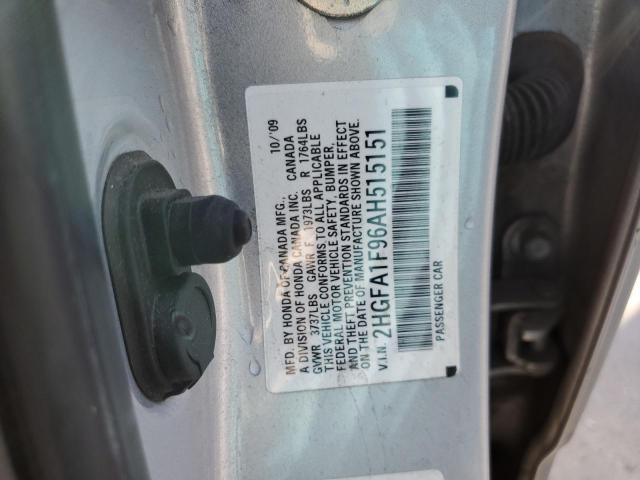 MFD. BY HONDA OF CANADA MFG., 10/'09
A DIVISION OF HONDA CANADA INC. CANADA
GVWR 3737LBS GAWR F 1973LBS R 1764LBS
THIS VEHICLE CONFORMS TO ALL APPLICABLE
FEDERAL MOTOR VEHICLE SAFETY, BUMPER,
AND THEFT PREVENTION STANDARDS IN EFFECT
ON THE DATE OF MANUFACTURE SHOWN ABOVE.
V.I.N. 2HGFA1F96AH515151
PASSENGER CAR